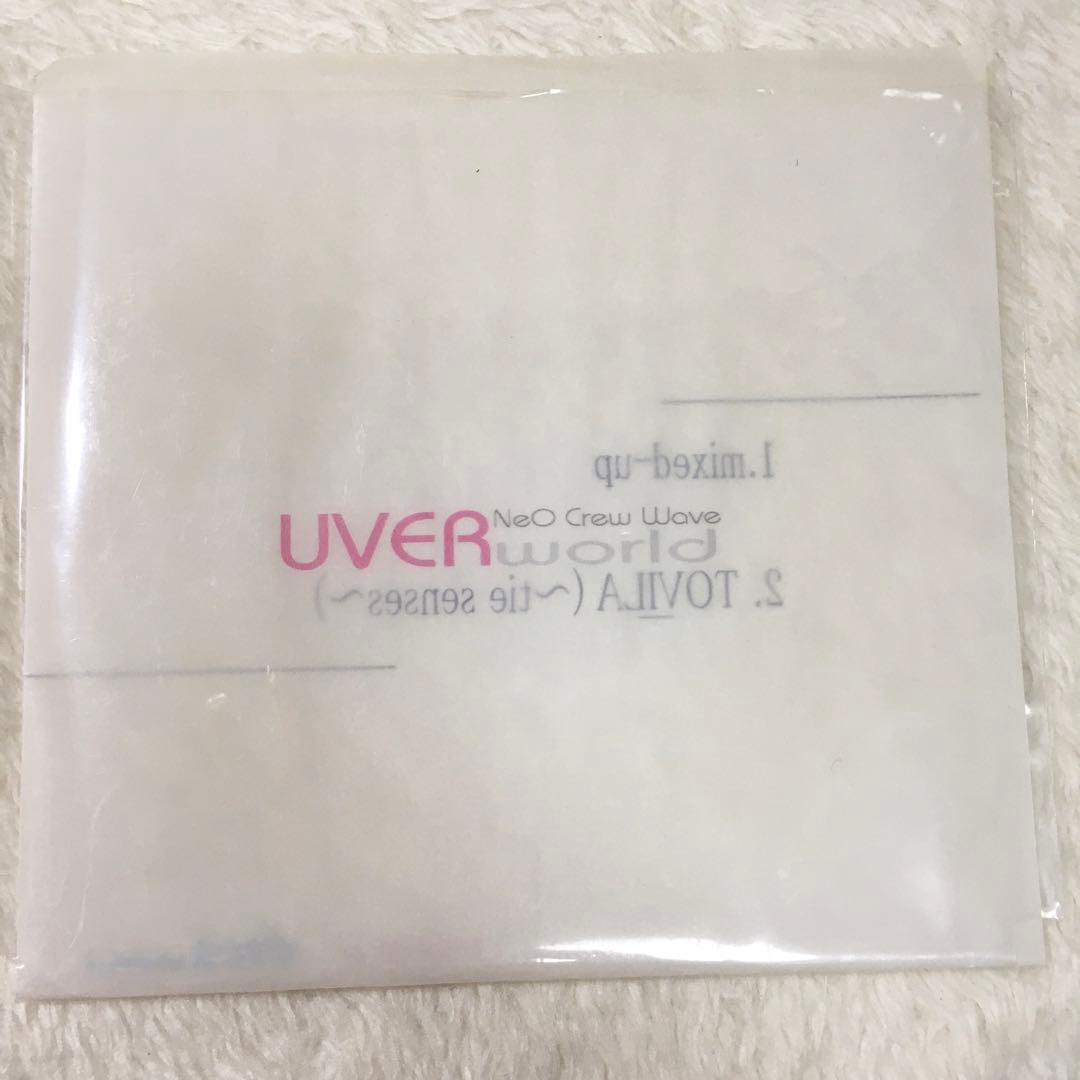 1.mixed-up
NeO Crew Wave
UVERworld
2. TOVILA (~tie senses~)